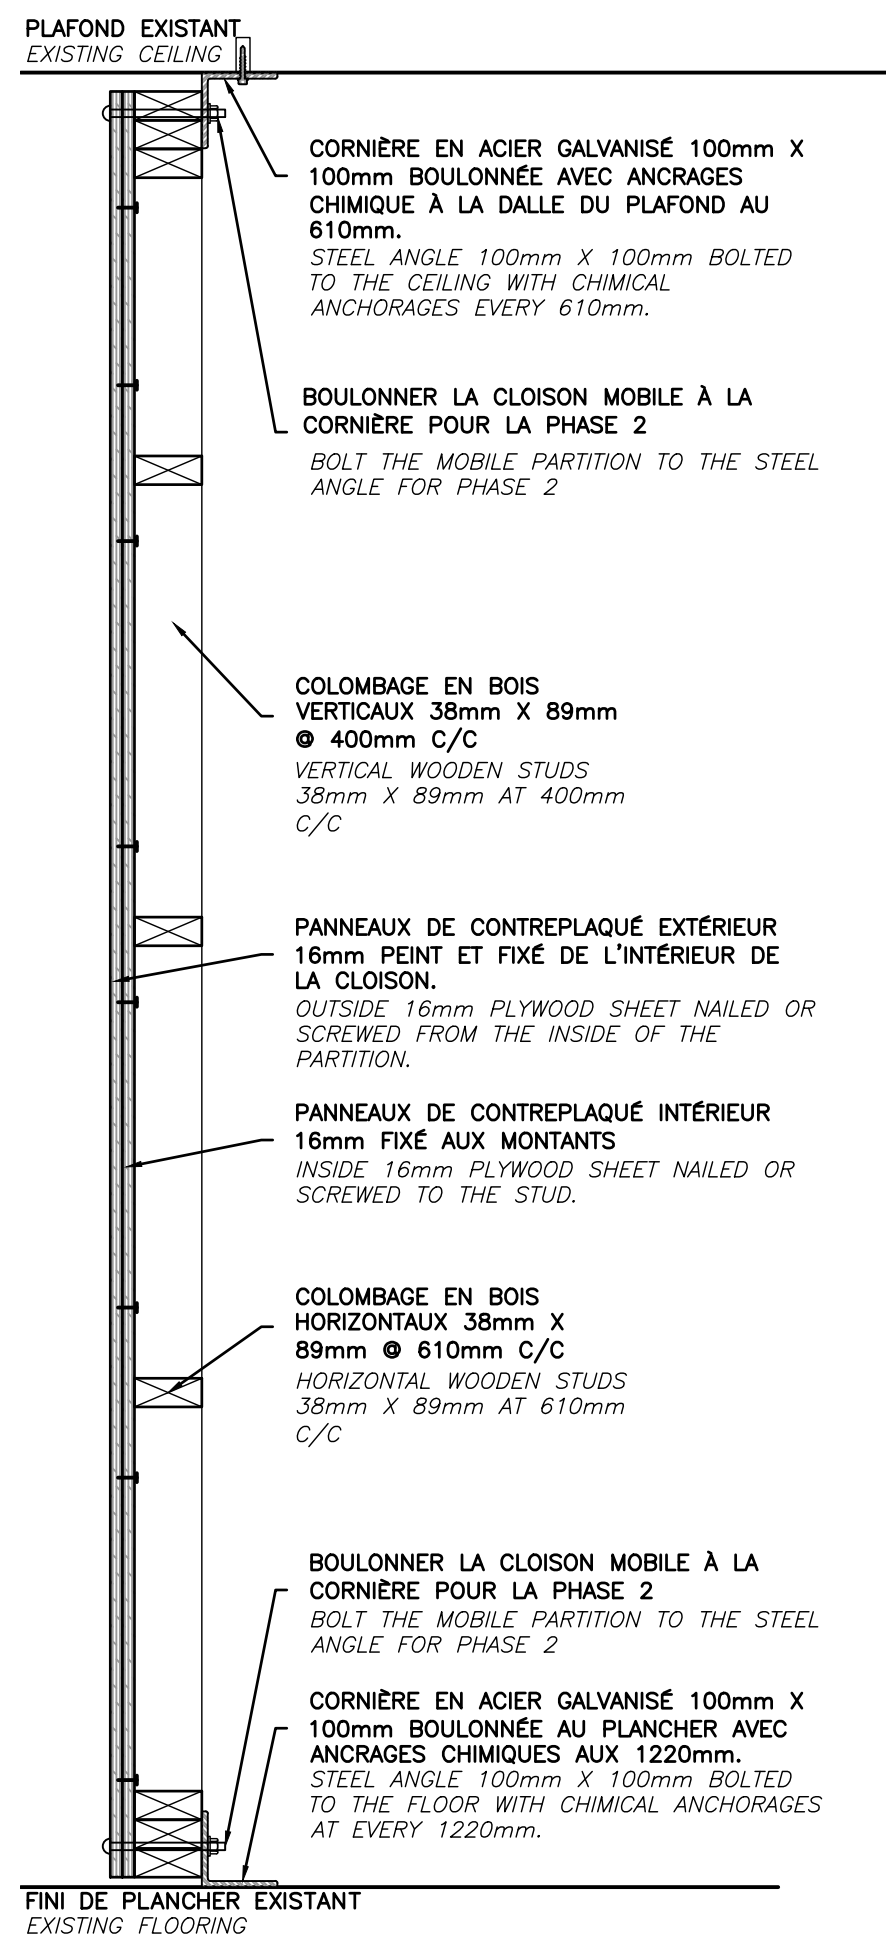 PLAFOND EXISTANT
EXISTING CEILING
CORNIÈRE EN ACIER GALVANISÉ 100mm X
100mm BOULONNÉE AVEC ANCRAGES
CHIMIQUE À LA DALLE DU PLAFOND AU
610mm.
STEEL ANGLE 100mm X 100mm BOLTED
TO THE CEILING WITH CHIMICAL
ANCHORAGES EVERY 610mm.
BOULONNER LA CLOISON MOBILE À LA
CORNIÈRE POUR LA PHASE 2
BOLT THE MOBILE PARTITION TO THE STEEL
ANGLE FOR PHASE 2
COLOMBAGE EN BOIS
VERTICAUX 38mm X 89mm
@ 400mm C/C
VERTICAL WOODEN STUDS
38mm X 89mm AT 400mm
C/C
PANNEAUX DE CONTREPLAQUÉ EXTÉRIEUR
16mm PEINT ET FIXÉ DE L'INTÉRIEUR DE
LA CLOISON.
OUTSIDE 16mm PLYWOOD SHEET NAILED OR
SCREWED FROM THE INSIDE OF THE
PARTITION.
PANNEAUX DE CONTREPLAQUÉ INTÉRIEUR
16mm FIXÉ AUX MONTANTS
INSIDE 16mm PLYWOOD SHEET NAILED OR
SCREWED TO THE STUD.
COLOMBAGE EN BOIS
HORIZONTAUX 38mm X
89mm @ 610mm C/C
HORIZONTAL WOODEN STUDS
38mm X 89mm AT 610mm
C/C
BOULONNER LA CLOISON MOBILE À LA
CORNIÈRE POUR LA PHASE 2
BOLT THE MOBILE PARTITION TO THE STEEL
ANGLE FOR PHASE 2
CORNIÈRE EN ACIER GALVANISÉ 100mm X
100mm BOULONNÉE AU PLANCHER AVEC
ANCRAGES CHIMIQUES AUX 1220mm.
STEEL ANGLE 100mm X 100mm BOLTED
TO THE FLOOR WITH CHIMICAL ANCHORAGES
AT EVERY 1220mm.
FINI DE PLANCHER EXISTANT
EXISTING FLOORING